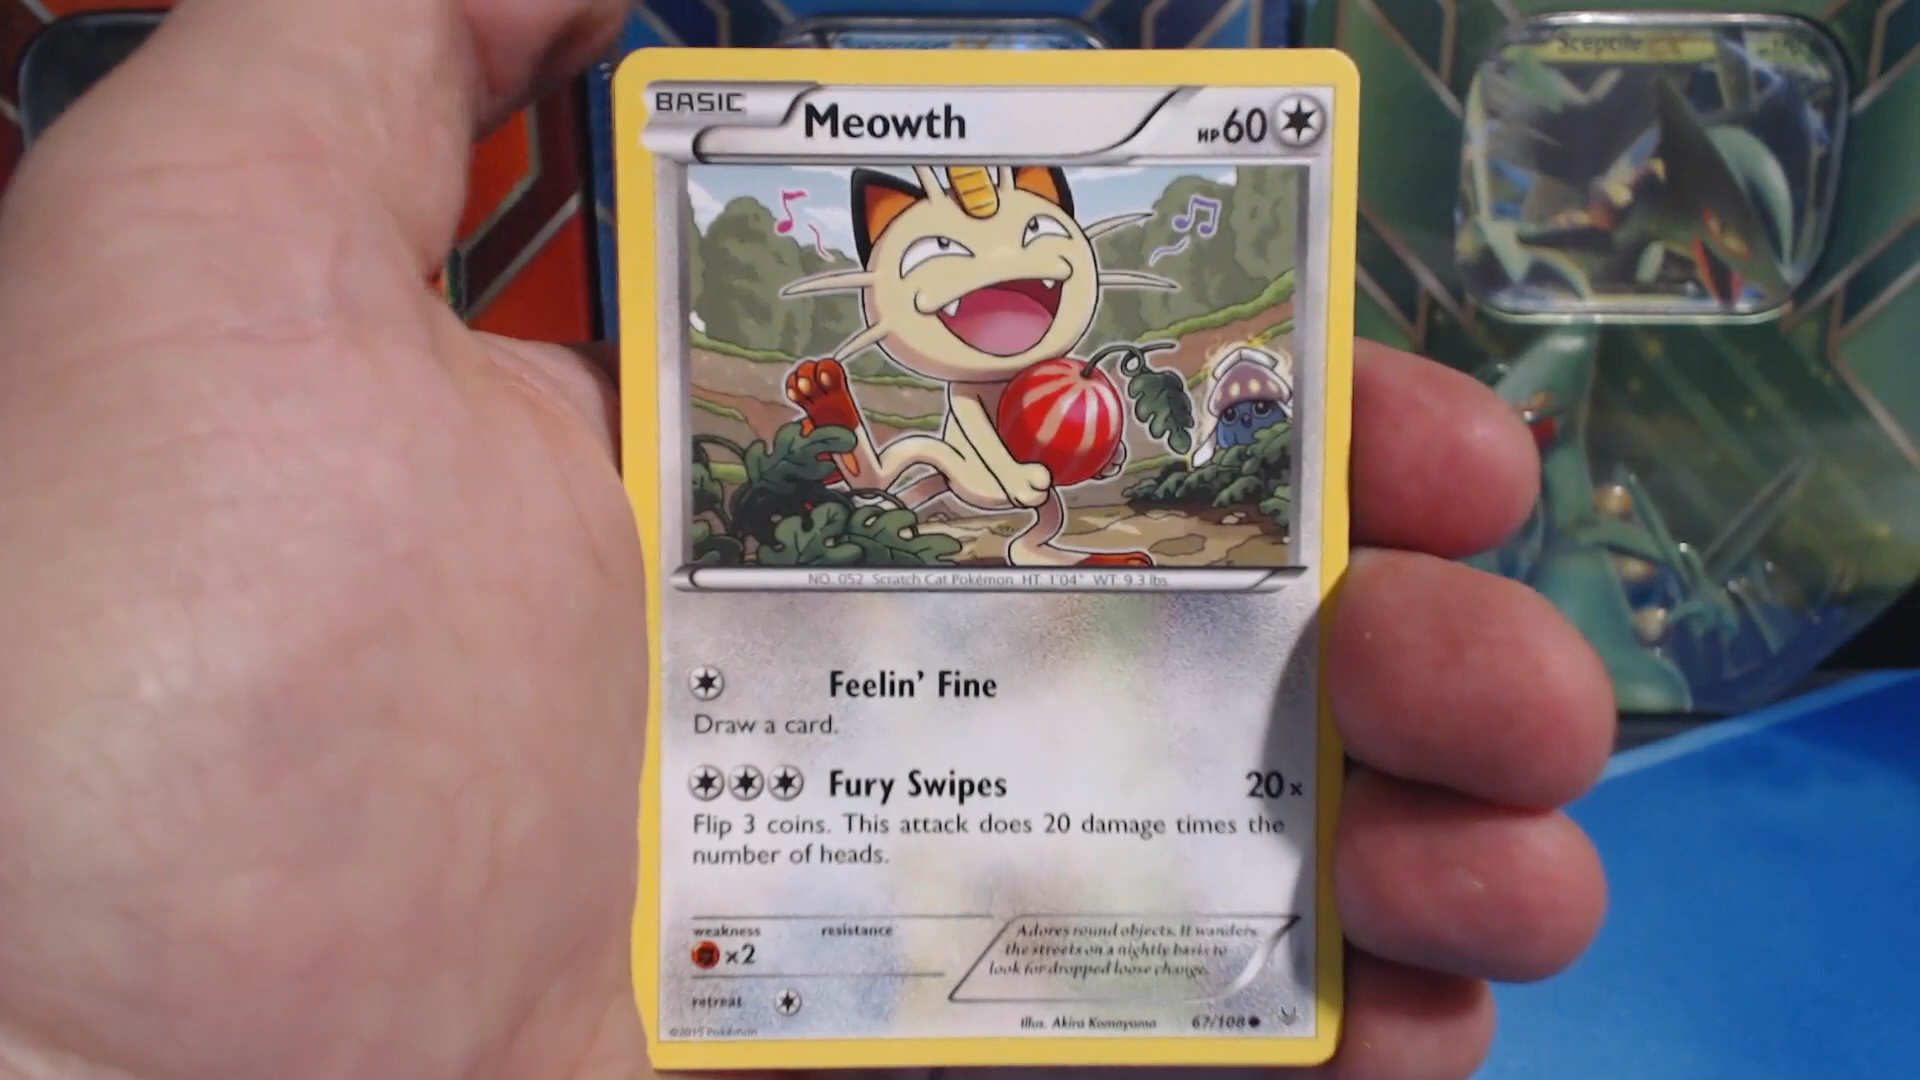 Sceptile
BASIC
Meowth
HP60
NO. 052 Scratch Cat Pokémon HT: 1'04" WT: 9.3 lbs.
Feelin' Fine
Draw a card.
Fury Swipes 20×
Flip 3 coins. This attack does 20 damage times the
number of heads.
weakness resistance
×2
Adores round objects. It wanders
the streets on a nightly basis to
look for dropped loose change.
retreat
©2015 Pokémon
Illus. Akira Komayama
67/108